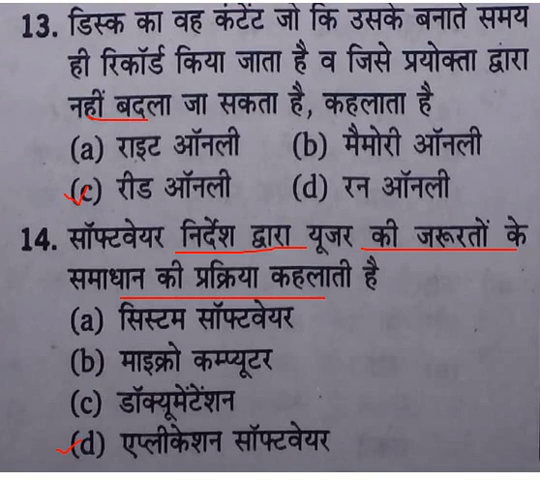 13. डिस्क का वह कंटेंट जो कि उसके बनाते समय
ही रिकॉर्ड किया जाता है व जिसे प्रयोक्ता द्वारा
नहीं बदला जा सकता है, कहलाता है
(a) राइट ऑनली (b) मैमोरी ऑनली
(c) रीड ऑनली (d) रन ऑनली
14. सॉफ्टवेयर निर्देश द्वारा यूजर की जरूरतों के
समाधान की प्रक्रिया कहलाती है
(a) सिस्टम सॉफ्टवेयर
(b) माइक्रो कम्प्यूटर
(c) डॉक्यूमेंटेंशन
(d) एप्लीकेशन सॉफ्टवेयर